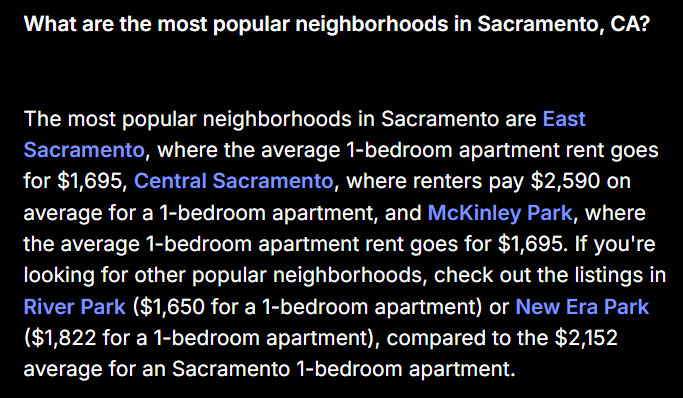 What are the most popular neighborhoods in Sacramento, CA?
The most popular neighborhoods in Sacramento are East
Sacramento, where the average 1-bedroom apartment rent goes
for $1,695, Central Sacramento, where renters pay $2,590 on
average for a 1-bedroom apartment, and McKinley Park, where
the average 1-bedroom apartment rent goes for $1,695. If you're
looking for other popular neighborhoods, check out the listings in
River Park ($1,650 for a 1-bedroom apartment) or New Era Park
($1,822 for a 1-bedroom apartment), compared to the $2,152
average for an Sacramento 1-bedroom apartment.